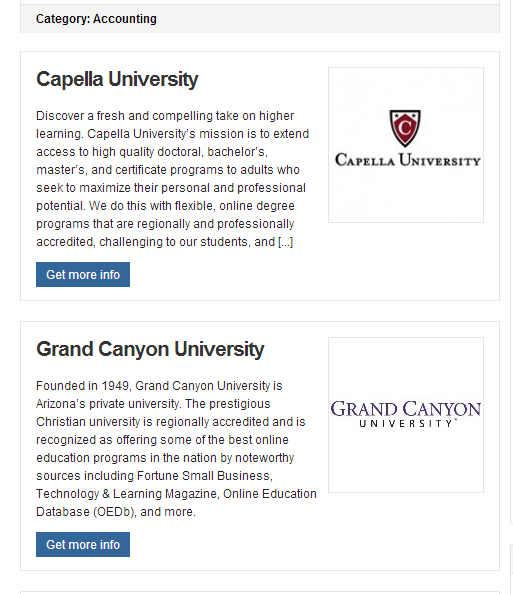 Category: Accounting
Capella University
Discover a fresh and compelling take on higher
learning. Capella University's mission is to extend
access to high quality doctoral, bachelor's,
master's, and certificate programs to adults who
seek to maximize their personal and professional
potential. We do this with flexible, online degree
programs that are regionally and professionally
accredited, challenging to our students, and [...]
Get more info
C
CAPELLA UNIVERSITY
Grand Canyon University
Founded in 1949, Grand Canyon University is
Arizona's private university. The prestigious
Christian university is regionally accredited and is
recognized as offering some of the best online
education programs in the nation by noteworthy
sources including Fortune Small Business,
Technology & Learning Magazine, Online Education
Database (OEDb), and more.
Get more info
GRAND CANYON
UNIVERSITY